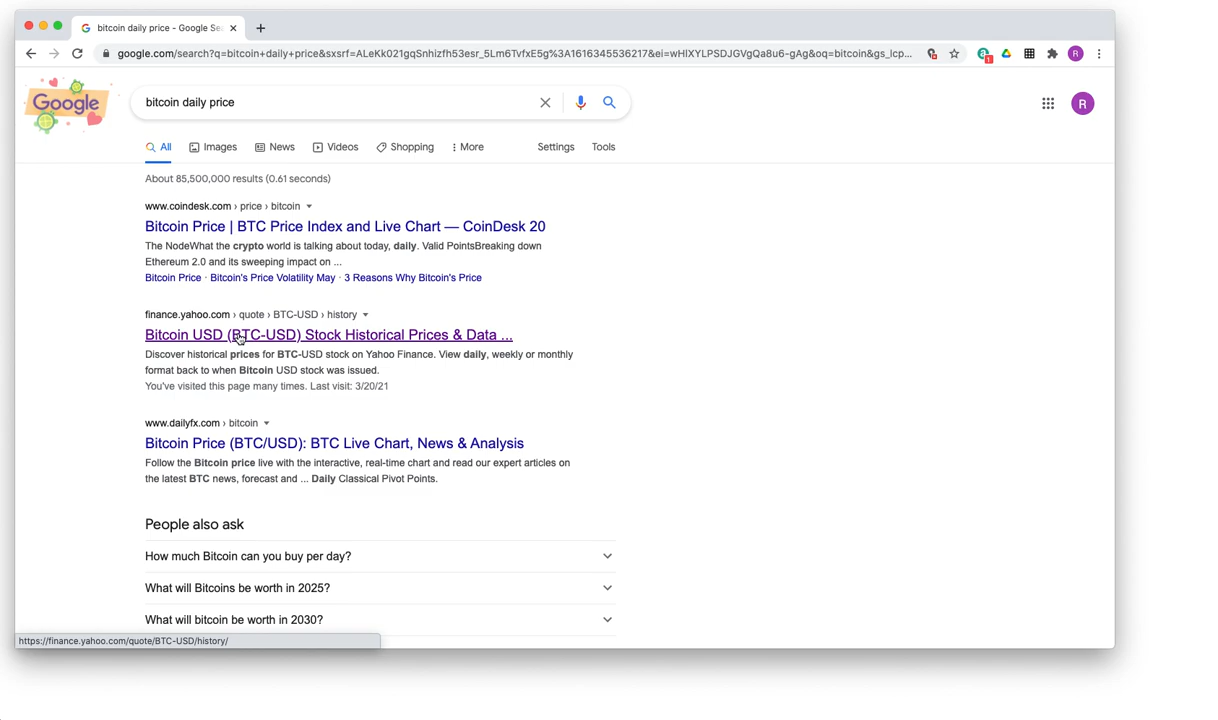 bitcoin daily price - Google Sea
google.com/search?q=bitcoin+daily+price&sxsrf=ALeKk021gqSnhizfh53esr_5Lm6TvfxE5g%3A1616345536217&ei=wHlXYLPSDJGVgQa8u6-gAg&oq=bitcoin&gs_lcp...
1
R
Google
bitcoin daily price
R
All Images News Videos Shopping More Settings Tools
About 85,500,000 results (0.61 seconds)
www.coindesk.com › price › bitcoin
Bitcoin Price | BTC Price Index and Live Chart — CoinDesk 20
The NodeWhat the crypto world is talking about today, daily. Valid PointsBreaking down
Ethereum 2.0 and its sweeping impact on ...
Bitcoin Price · Bitcoin's Price Volatility May · 3 Reasons Why Bitcoin's Price
finance.yahoo.com › quote › BTC-USD › history
Bitcoin USD (BTC-USD) Stock Historical Prices & Data ...
Discover historical prices for BTC-USD stock on Yahoo Finance. View daily, weekly or monthly
format back to when Bitcoin USD stock was issued.
You've visited this page many times. Last visit: 3/20/21
www.dailyfx.com › bitcoin
Bitcoin Price (BTC/USD): BTC Live Chart, News & Analysis
Follow the Bitcoin price live with the interactive, real-time chart and read our expert articles on
the latest BTC news, forecast and ... Daily Classical Pivot Points.
People also ask
How much Bitcoin can you buy per day?
What will Bitcoins be worth in 2025?
What will bitcoin be worth in 2030?
https://finance.yahoo.com/quote/BTC-USD/history/